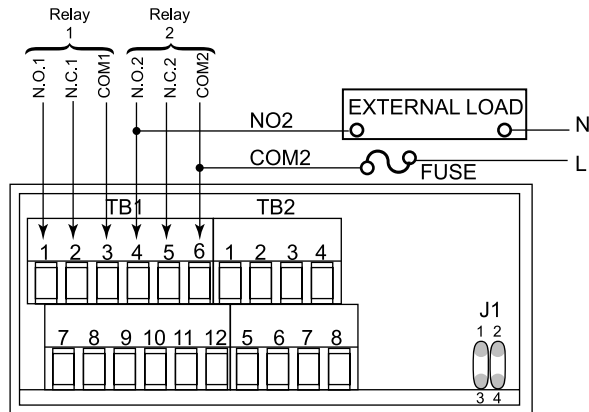 Relay Relay
1 2
N.O.1 N.C.1 COM1 N.O.2 N.C.2 COM2
EXTERNAL LOAD
NO2 N
COM2 FUSE L
TB1 TB2
1 2 3 4 5 6 1 2 3 4
J1
1 2
7 8 9 10 11 12 5 6 7 8
3 4